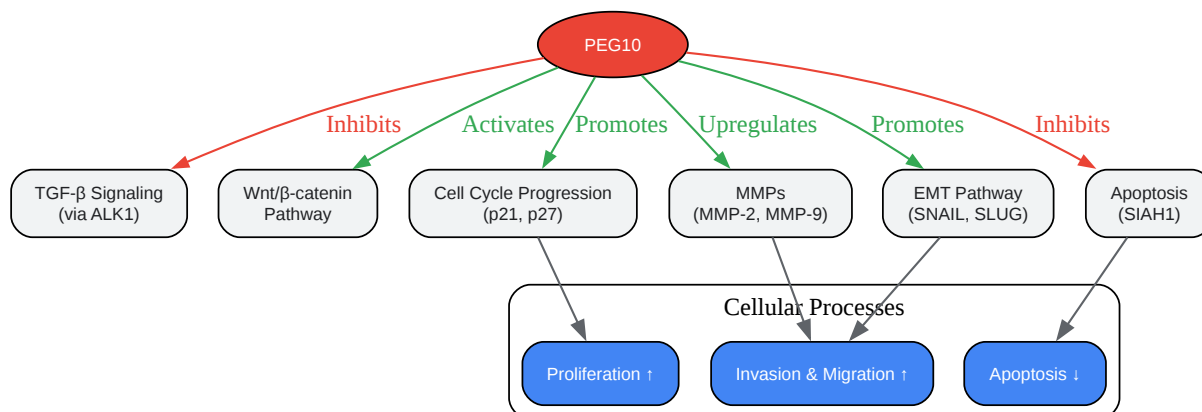 PEG10
Inhibits
Activates
Promotes
Upregulates
Promotes
Inhibits
TGF-β Signaling
(via ALK1)
Wnt/β-catenin
Pathway
Cell Cycle Progression
(p21, p27)
MMPs
(MMP-2, MMP-9)
EMT Pathway
(SNAIL, SLUG)
Apoptosis
(SIAH1)
Cellular Processes
Proliferation ↑
Invasion & Migration ↑
Apoptosis ↓